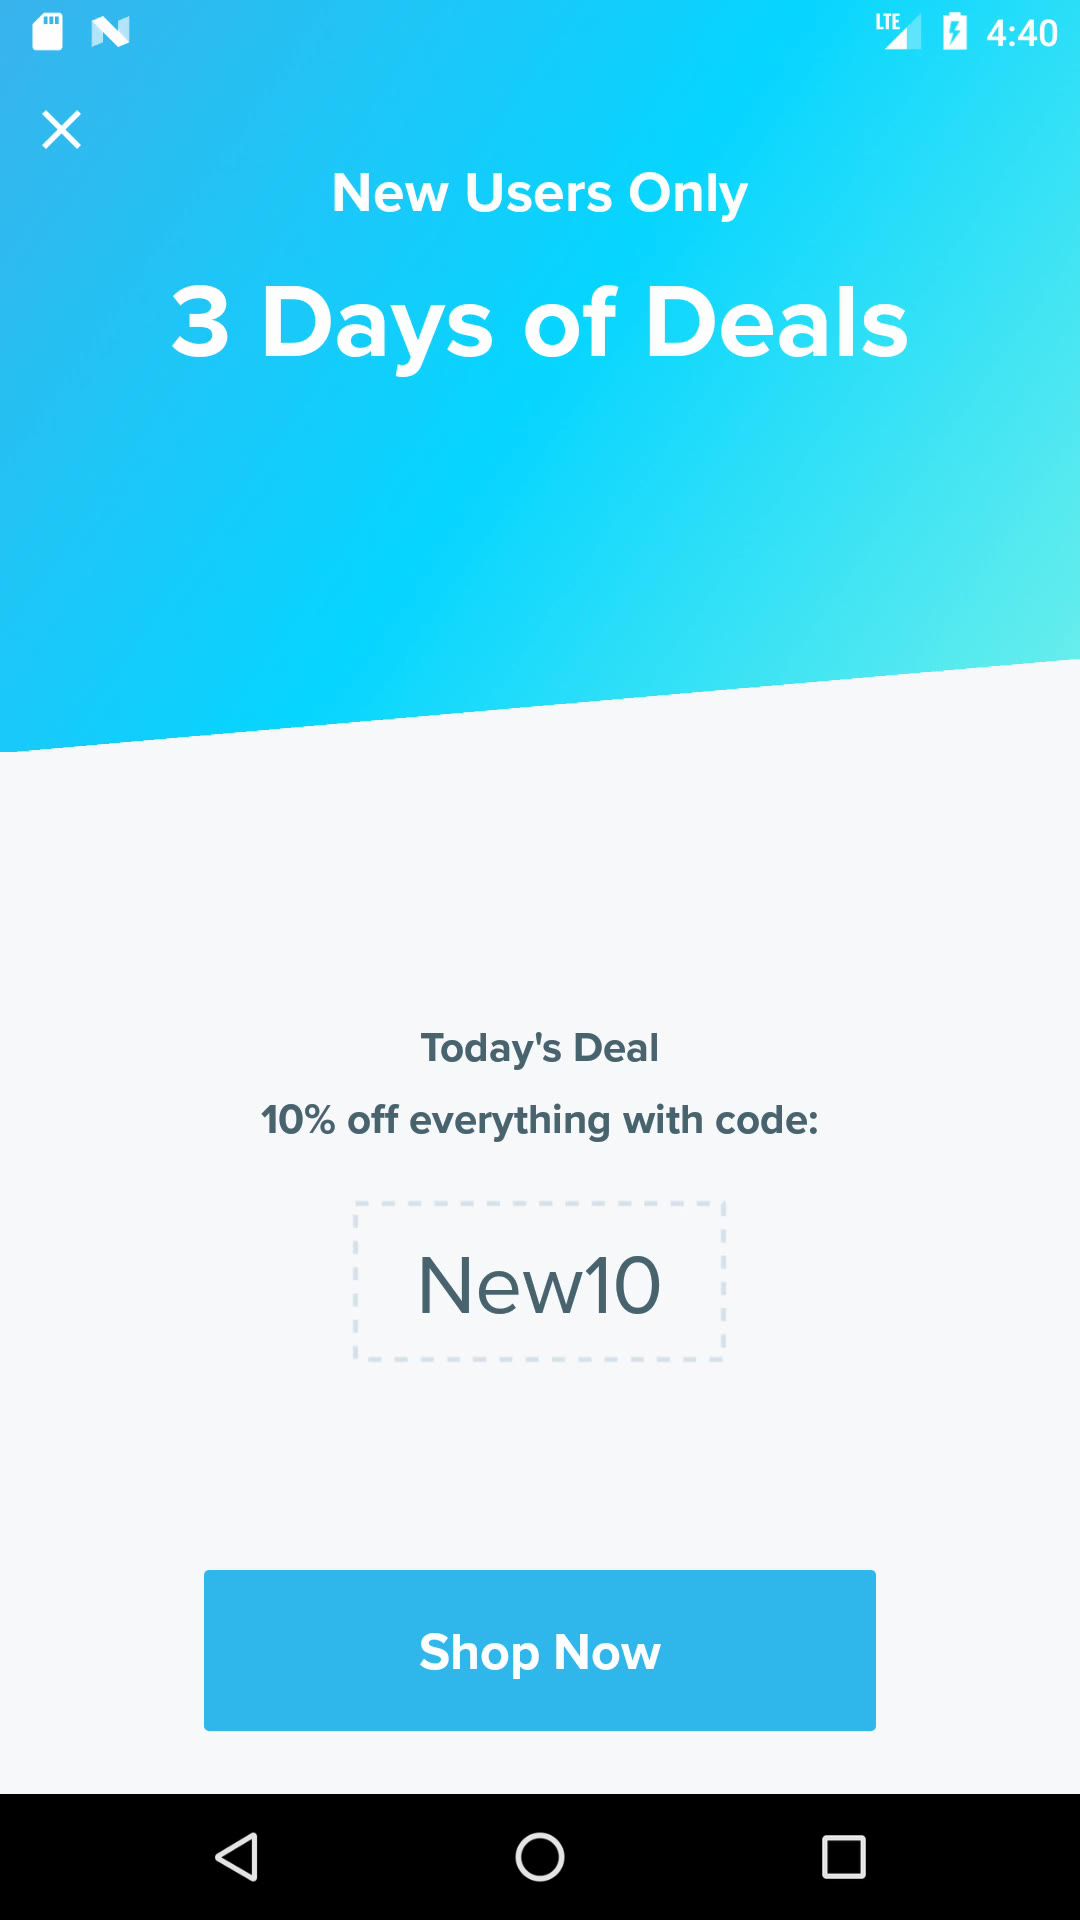 LTE 4:40
New Users Only
3 Days of Deals
Today's Deal
10% off everything with code:
New10
Shop Now